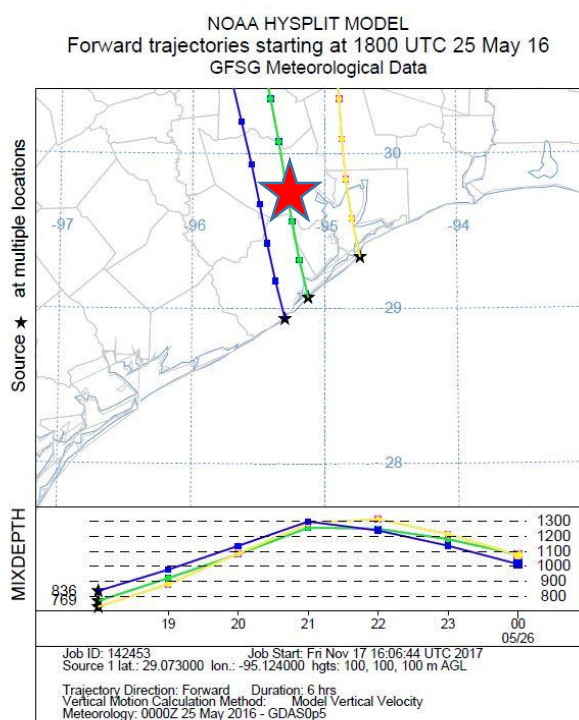 NOAA HYSPLIT MODEL
Forward trajectories starting at 1800 UTC 25 May 16
GFSG Meteorological Data
Source ★ at multiple locations
30
-97
-96
-95
-94
29
28
MIXDEPTH
836
769
1300
1200
1100
1000
900
800
19 20 21 22 23 00
05/26
Job ID: 142453 Job Start: Fri Nov 17 16:06:44 UTC 2017
Source 1 lat.: 29.073000 lon.: -95.124000 hgts: 100, 100, 100 m AGL
Trajectory Direction: Forward Duration: 6 hrs
Vertical Motion Calculation Method: Model Vertical Velocity
Meteorology: 0000Z 25 May 2016 - GDAS0p5